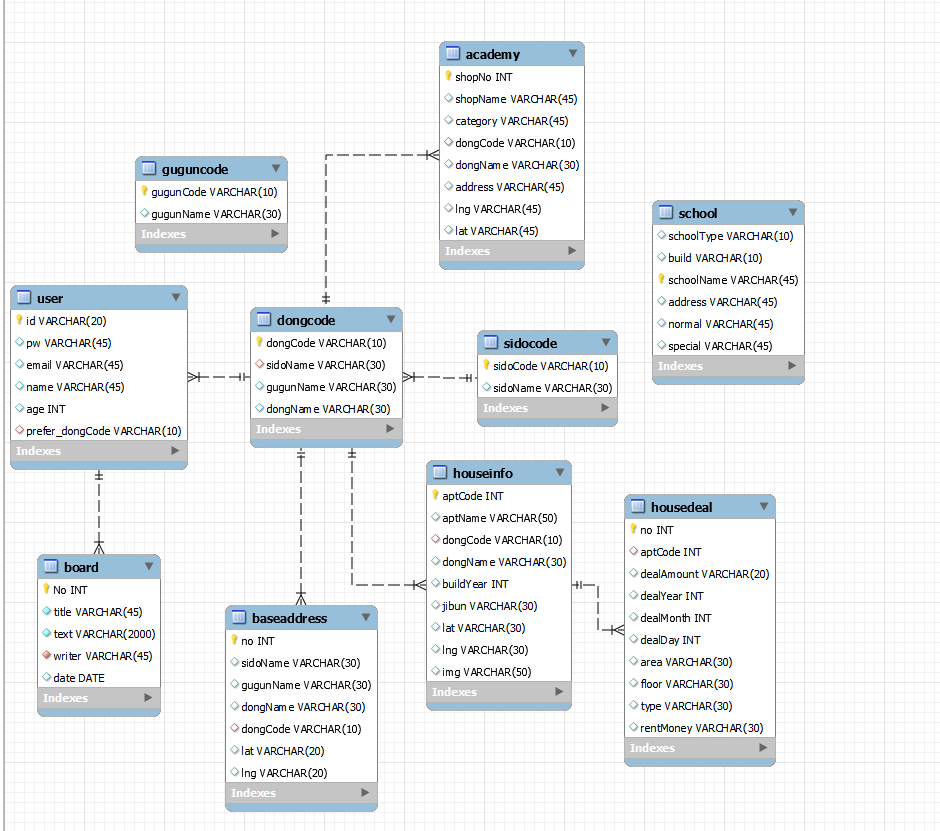 academy
shopNo INT
shopName VARCHAR(45)
category VARCHAR(45)
dongCode VARCHAR(10)
dongName VARCHAR(30)
address VARCHAR(45)
lng VARCHAR(45)
lat VARCHAR(45)
Indexes
guguncode
gugunCode VARCHAR(10)
gugunName VARCHAR(30)
Indexes
school
schoolType VARCHAR(10)
build VARCHAR(10)
schoolName VARCHAR(45)
address VARCHAR(45)
normal VARCHAR(45)
special VARCHAR(45)
Indexes
user
id VARCHAR(20)
pw VARCHAR(45)
email VARCHAR(45)
name VARCHAR(45)
age INT
prefer_dongCode VARCHAR(10)
Indexes
dongcode
dongCode VARCHAR(10)
sidoName VARCHAR(30)
gugunName VARCHAR(30)
dongName VARCHAR(30)
Indexes
sidocode
sidoCode VARCHAR(10)
sidoName VARCHAR(30)
Indexes
houseinfo
aptCode INT
aptName VARCHAR(50)
dongCode VARCHAR(10)
dongName VARCHAR(30)
buildYear INT
jibun VARCHAR(30)
lat VARCHAR(30)
lng VARCHAR(30)
img VARCHAR(50)
Indexes
housedeal
no INT
aptCode INT
dealAmount VARCHAR(20)
dealYear INT
dealMonth INT
dealDay INT
area VARCHAR(30)
floor VARCHAR(30)
type VARCHAR(30)
rentMoney VARCHAR(30)
Indexes
board
No INT
title VARCHAR(45)
text VARCHAR(2000)
writer VARCHAR(45)
date DATE
Indexes
baseaddress
no INT
sidoName VARCHAR(30)
gugunName VARCHAR(30)
dongName VARCHAR(30)
dongCode VARCHAR(10)
lat VARCHAR(20)
lng VARCHAR(20)
Indexes